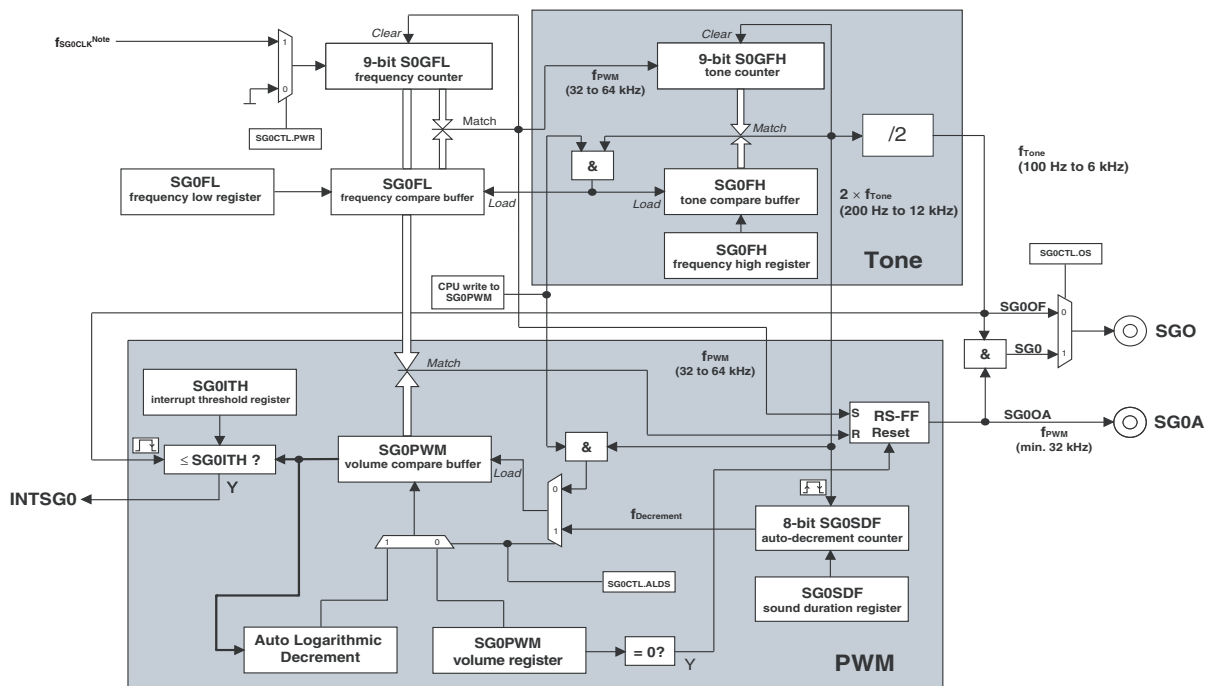 fSG0CLKNote
1
0
SG0CTL.PWR
Clear
9-bit S0GFL
frequency counter
Match
SG0FL
frequency low register
SG0FL
frequency compare buffer
Load
fPWM
(32 to 64 kHz)
Clear
9-bit S0GFH
tone counter
Match
&
Load
SG0FH
tone compare buffer
SG0FH
frequency high register
/2
2 × fTone
(200 Hz to 12 kHz)
Tone
fTone
(100 Hz to 6 kHz)
CPU write to
SG0PWM
SG0CTL.OS
SG0OF
0
1
&
SG0
SGO
SG0OA
fPWM
(min. 32 kHz)
SG0A
Match
fPWM
(32 to 64 kHz)
SG0ITH
interrupt threshold register
≤ SG0ITH ?
Y
INTSG0
SG0PWM
volume compare buffer
Load
&
0
1
S
R
RS-FF
Reset
fDecrement
8-bit SG0SDF
auto-decrement counter
SG0SDF
sound duration register
1
0
SG0CTL.ALDS
Auto Logarithmic
Decrement
SG0PWM
volume register
= 0?
Y
PWM